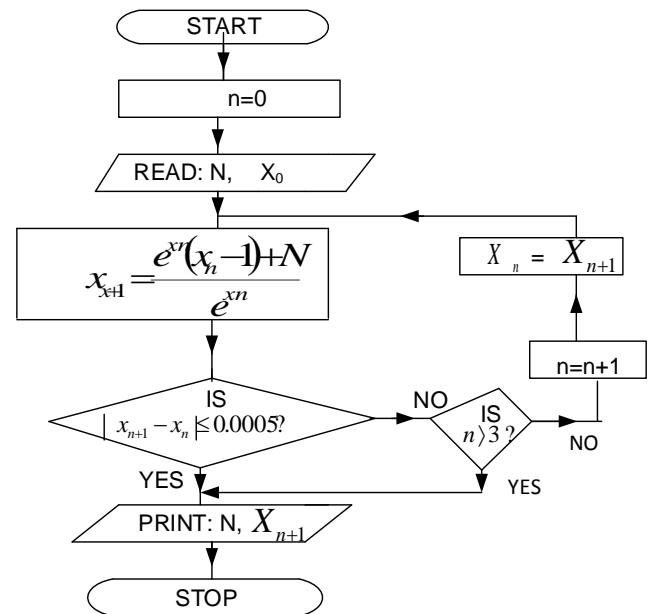 START
n=0
READ: N, X₀
x_{x+1} = \frac{e^{xn}(x_n-1)+N}{e^{xn}}
X_n = X_{n+1}
n=n+1
IS
| x_{n+1} - x_n | ≤ 0.0005?
NO
IS
n⟩3 ?
NO
YES
YES
PRINT: N, X_{n+1}
STOP